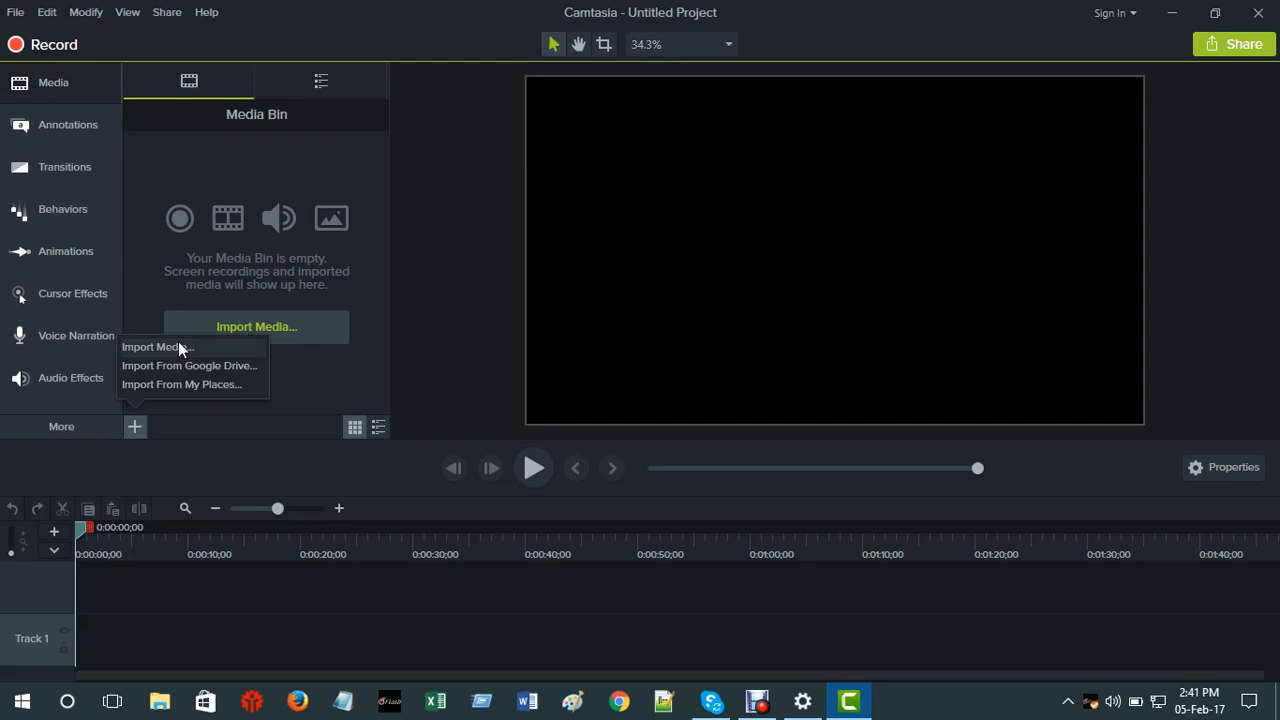 File Edit Modify View Share Help
Camtasia - Untitled Project
Sign In
Record
34.3%
Share
Media
Annotations
Transitions
Behaviors
Animations
Cursor Effects
Voice Narration
Audio Effects
More
Media Bin
Your Media Bin is empty.
Screen recordings and imported
media will show up here.
Import Media...
Import Media...
Import From Google Drive...
Import From My Places...
Properties
0:00:00;00
0:00:00;00 0:00:10;00 0:00:20;00 0:00:30;00 0:00:40;00 0:00:50;00 0:01:00;00 0:01:10;00 0:01:20;00 0:01:30;00 0:01:40;00
Track 1
2:41 PM
05-Feb-17